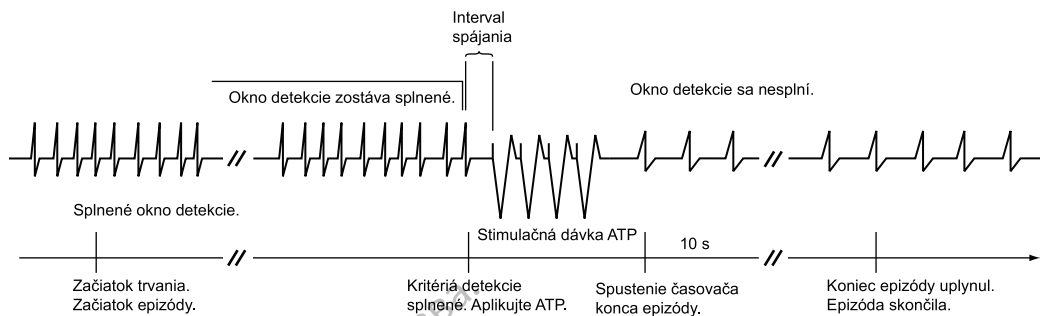 Interval
spájania
Okno detekcie zostáva splnené.
Okno detekcie sa nesplní.
Splnené okno detekcie.
Stimulačná dávka ATP
10 s
Začiatok trvania.
Začiatok epizódy.
Kritériá detekcie
splnené. Aplikujte ATP.
Spustenie časovača
konca epizódy.
Koniec epizódy uplynul.
Epizóda skončila.